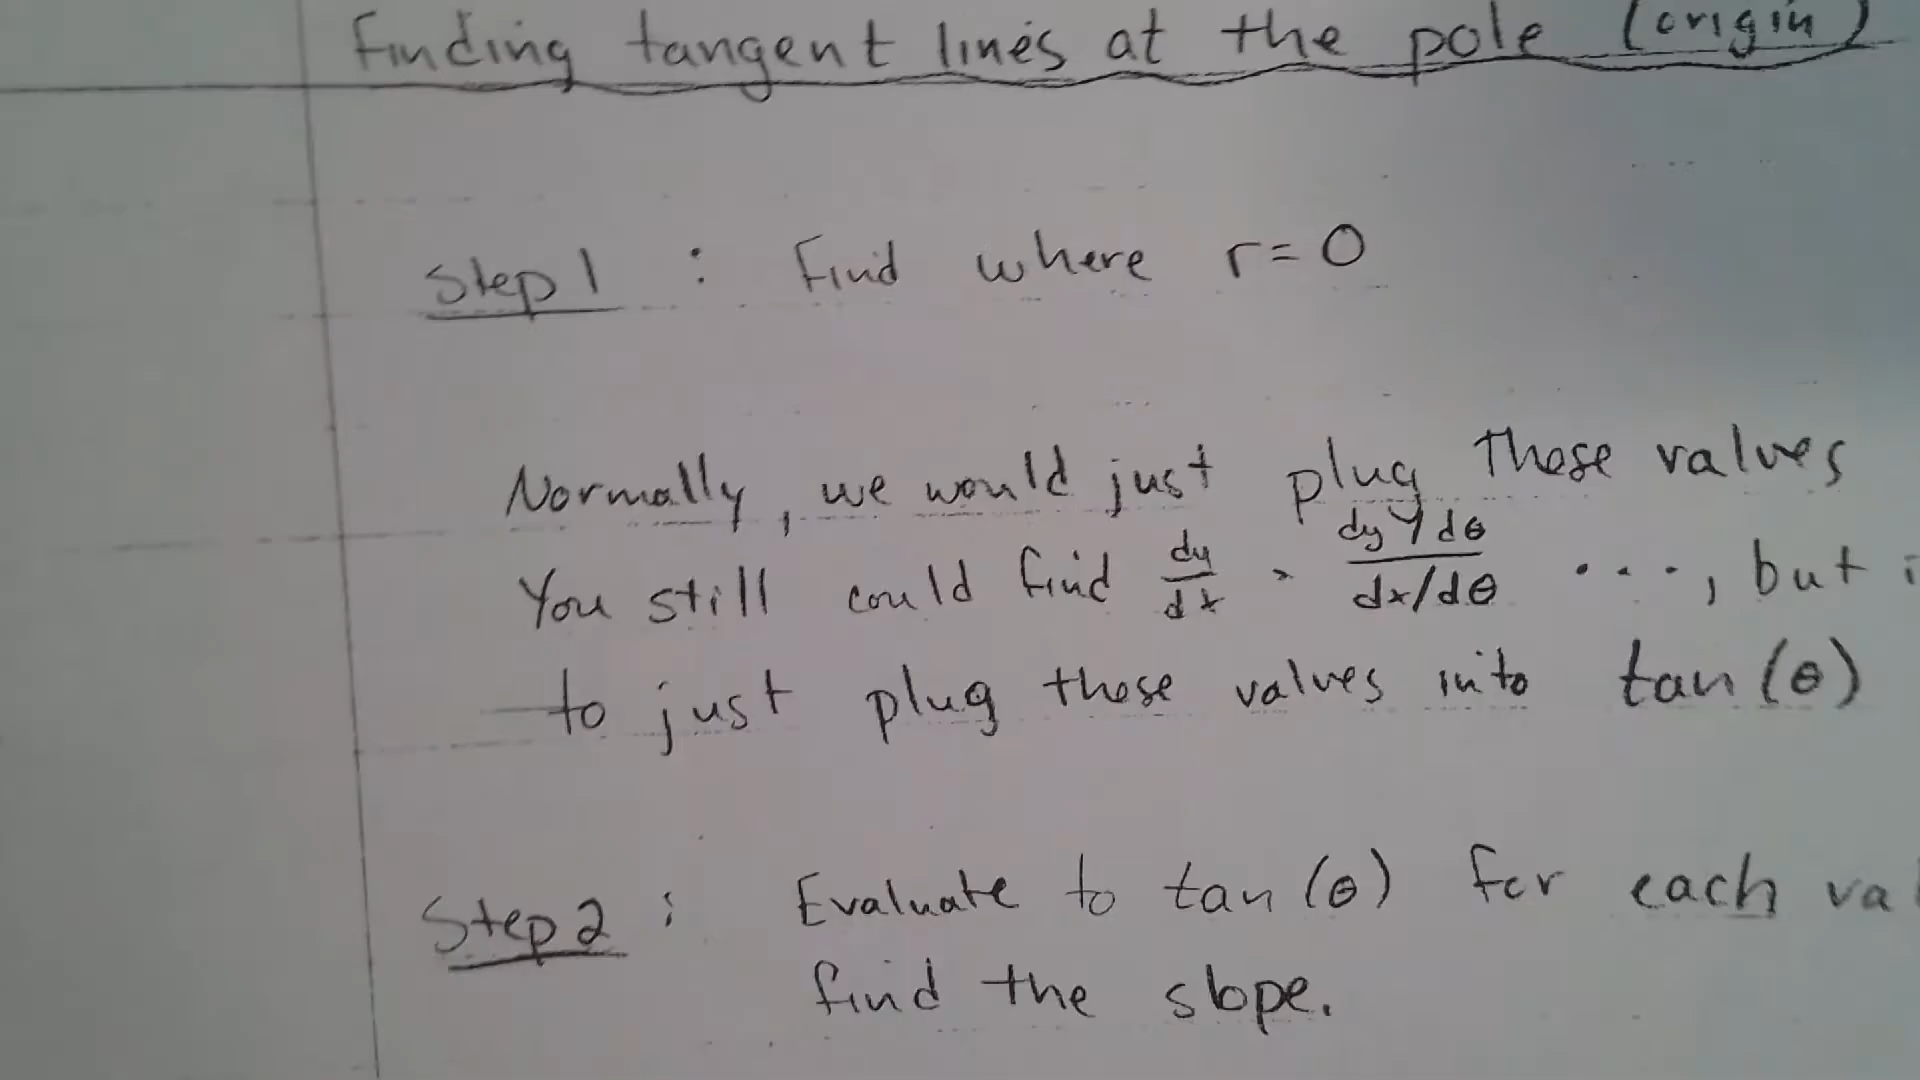 Finding tangent lines at the pole (origin)
Step 1 : Find where r = 0
Normally, we would just plug those values
You still could find dy/dx = (dy/dθ)/(dx/dθ) ..., but
to just plug those values into tan(θ)
Step 2 : Evaluate to tan(θ) for each
find the slope.